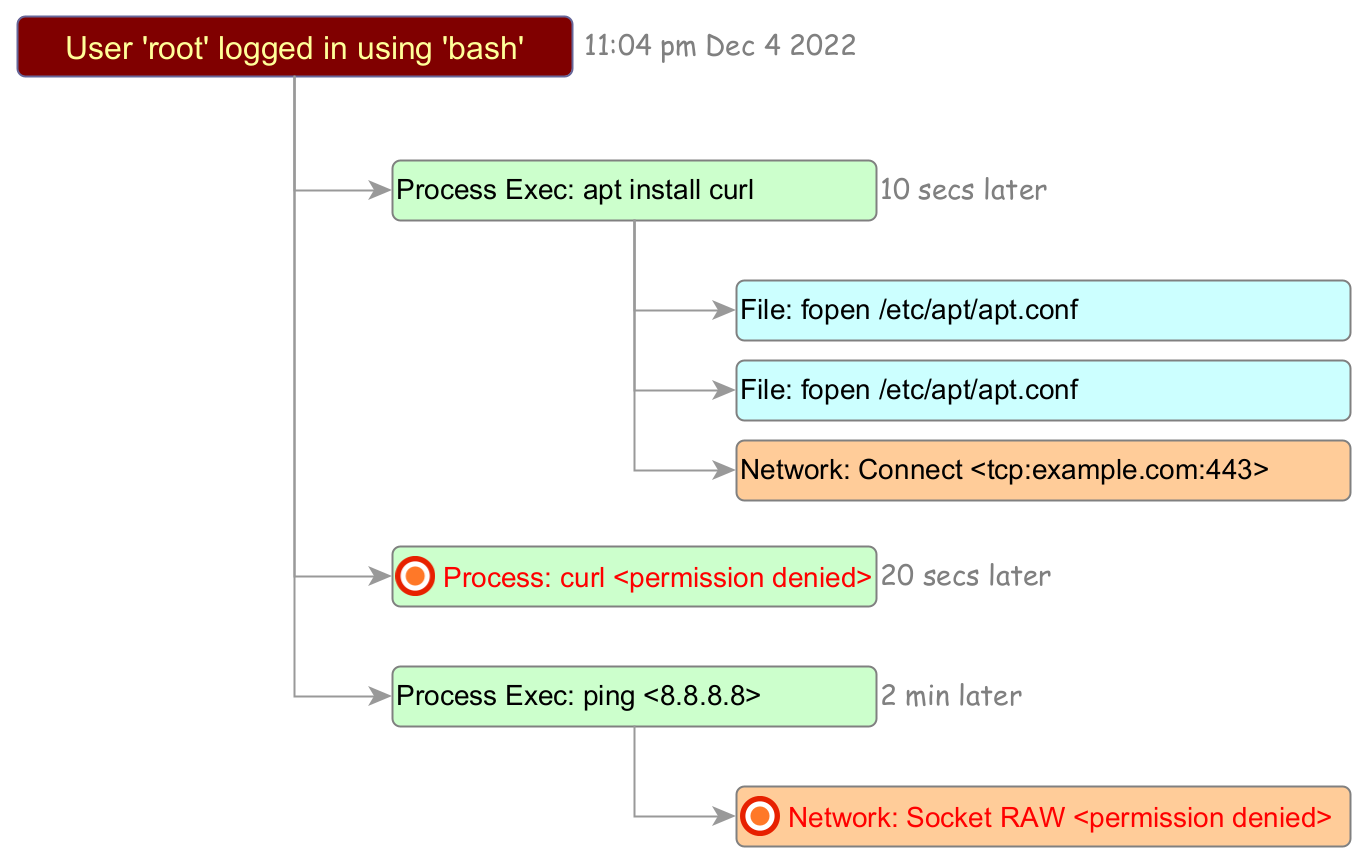 User 'root' logged in using 'bash'
11:04 pm Dec 4 2022
Process Exec: apt install curl
10 secs later
File: fopen /etc/apt/apt.conf
File: fopen /etc/apt/apt.conf
Network: Connect <tcp:example.com:443>
Process: curl <permission denied>
20 secs later
Process Exec: ping <8.8.8.8>
2 min later
Network: Socket RAW <permission denied>